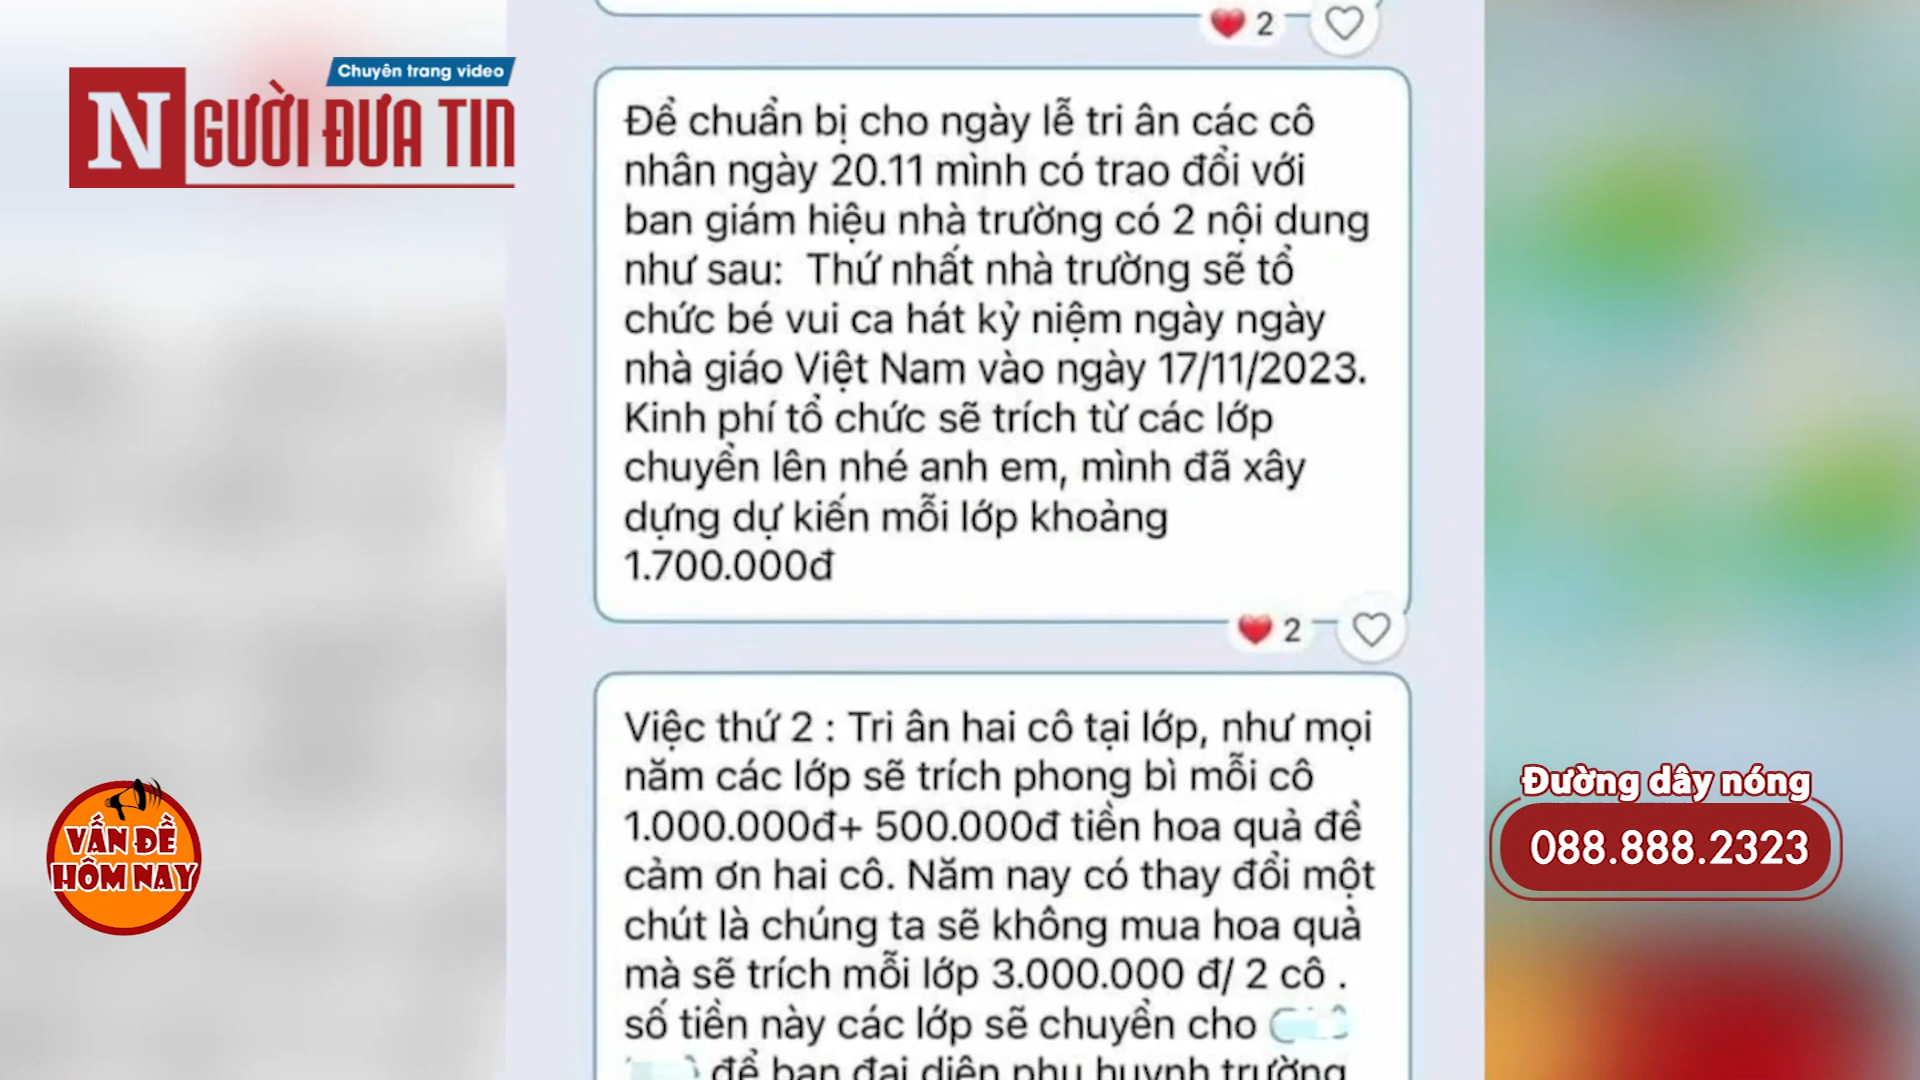 Chuyên trang video
NGƯỜI ĐƯA TIN
2
Để chuẩn bị cho ngày lễ tri ân các cô
nhân ngày 20.11 mình có trao đổi với
ban giám hiệu nhà trường có 2 nội dung
như sau:  Thứ nhất nhà trường sẽ tổ
chức bé vui ca hát kỷ niệm ngày ngày
nhà giáo Việt Nam vào ngày 17/11/2023.
Kinh phí tổ chức sẽ trích từ các lớp
chuyển lên nhé anh em, mình đã xây
dựng dự kiến mỗi lớp khoảng
1.700.000đ
2
Việc thứ 2 : Tri ân hai cô tại lớp, như mọi
năm các lớp sẽ trích phong bì mỗi cô
1.000.000đ+ 500.000đ tiền hoa quả để
cảm ơn hai cô. Năm nay có thay đổi một
chút là chúng ta sẽ không mua hoa quả
mà sẽ trích mỗi lớp 3.000.000 đ/ 2 cô .
số tiền này các lớp sẽ chuyển cho
để ban đại diện phụ huynh trường
VẤN ĐỀ
HÔM NAY
Đường dây nóng
088.888.2323